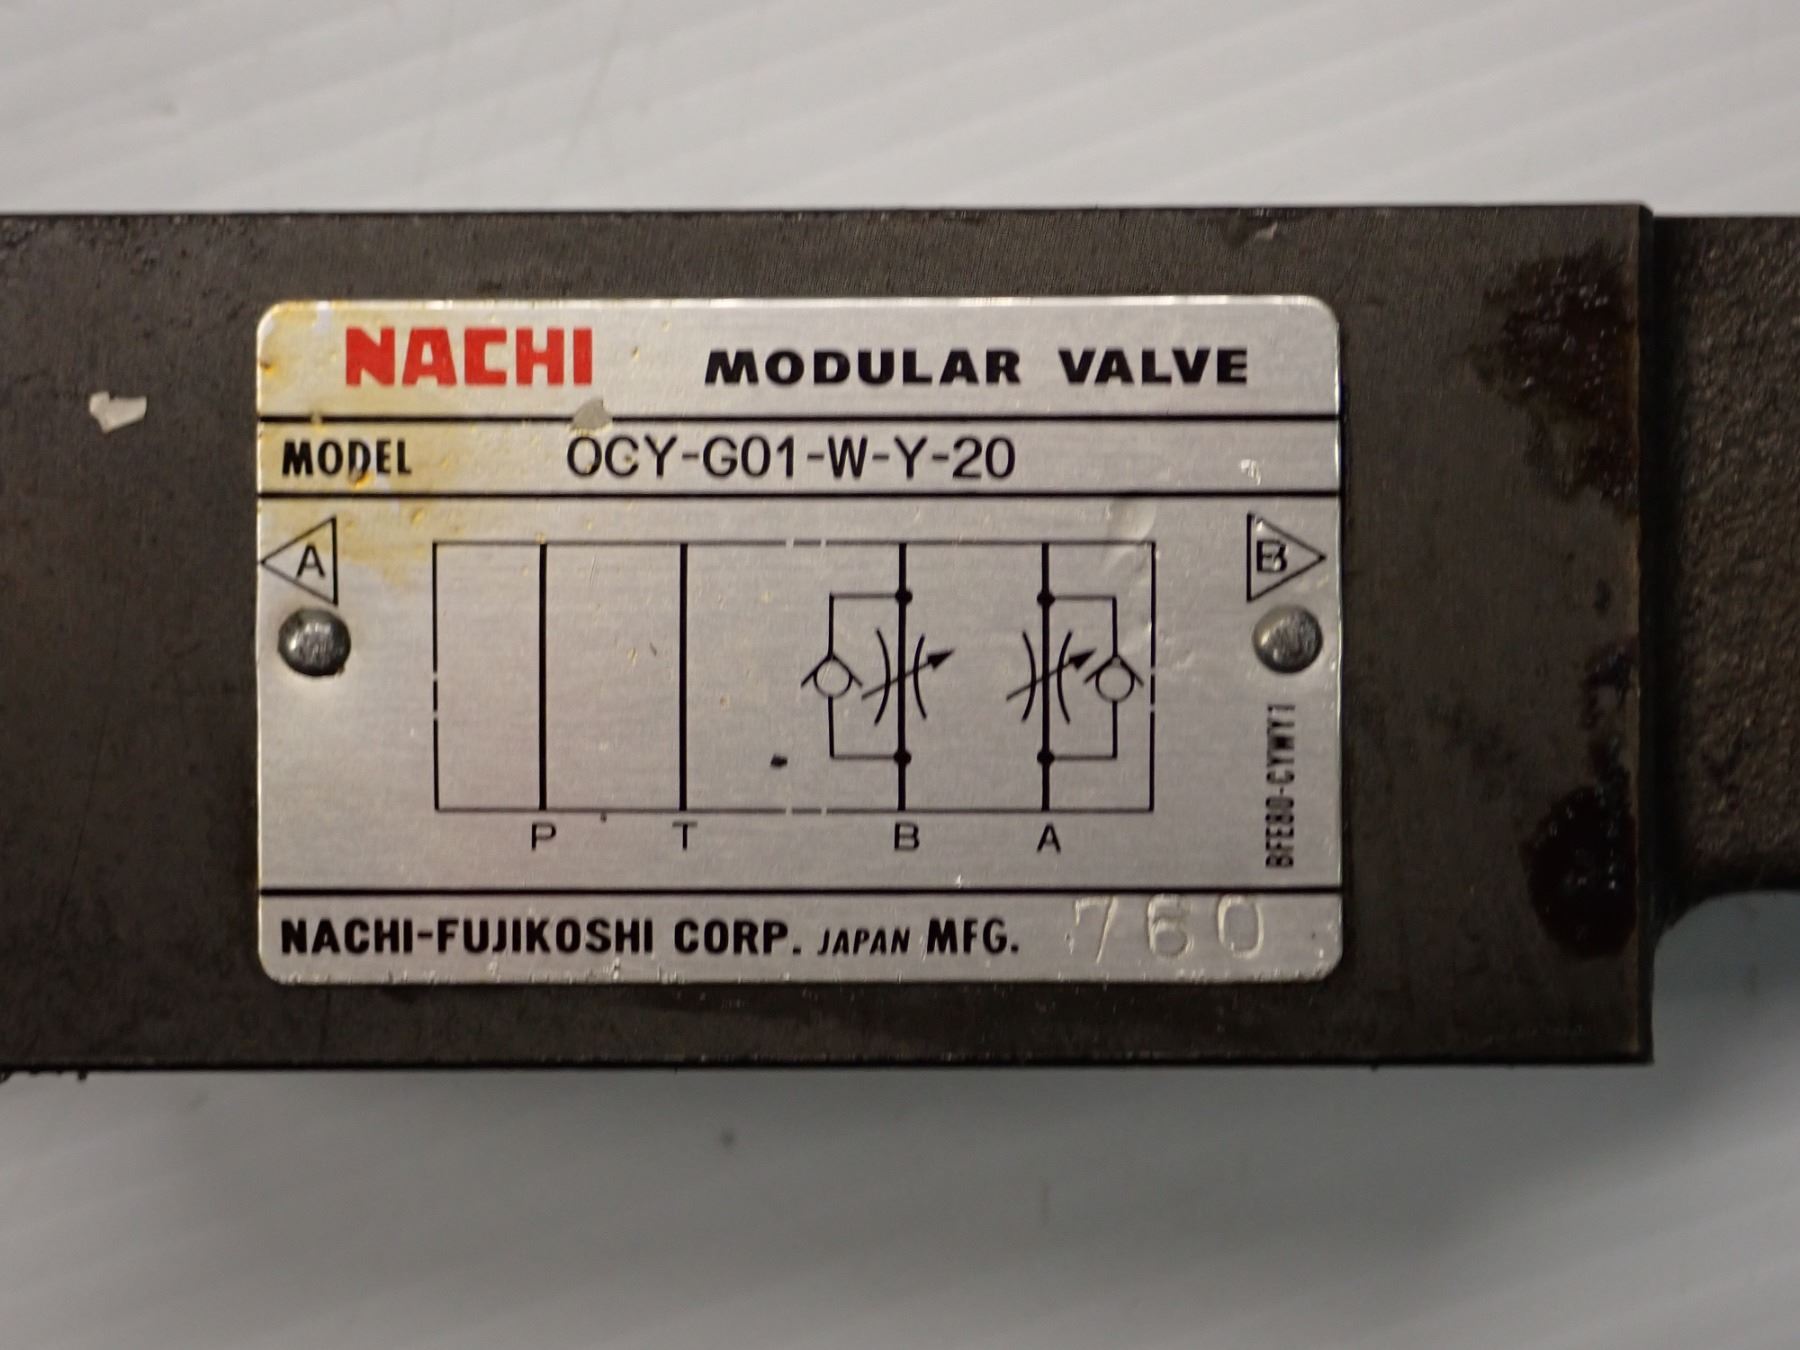 NACHI MODULAR VALVE
MODEL OCY-G01-W-Y-20
A
B
P T B A
BFE80-CYWY1
NACHI-FUJIKOSHI CORP. JAPAN MFG. 760